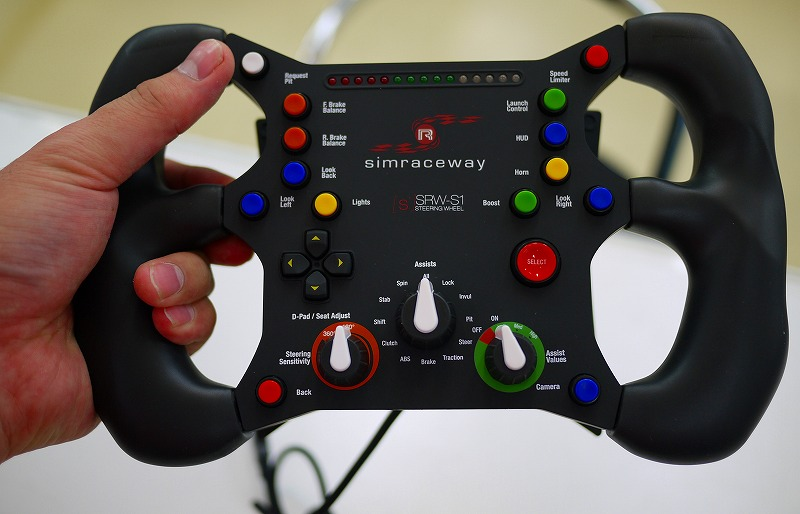 Request
Pit
Speed
Limiter
F. Brake
Balance
Launch
Control
R. Brake
Balance
HUD
R
simraceway
Look
Back
Horn
Look
Left
Lights
S SRW-S1
STEERING WHEEL
Boost
Look
Right
SELECT
Assists
All
Spin
Lock
Stab
Invul
D-Pad / Seat Adjust
Shift
Pit
ON
Mid
High
OFF
360°
Clutch
Steer
Steering
Sensitivity
ABS
Brake
Traction
Assist
Values
Back
Camera